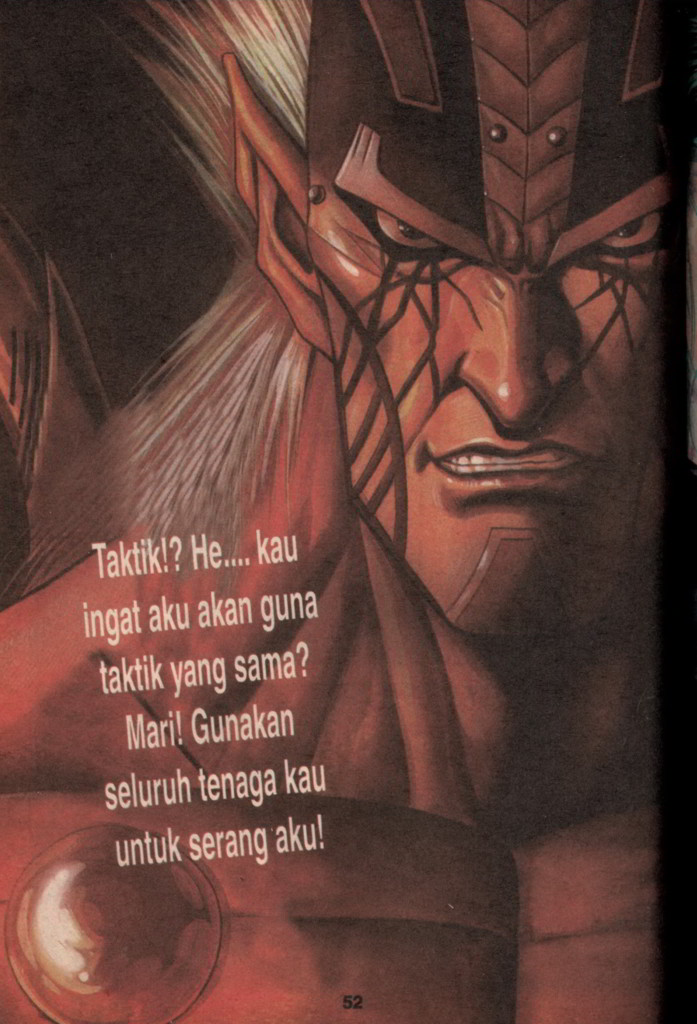 Taktik!? He.... kau
ingat aku akan guna
taktik yang sama?
Mari! Gunakan
seluruh tenaga kau
untuk serang aku!
52